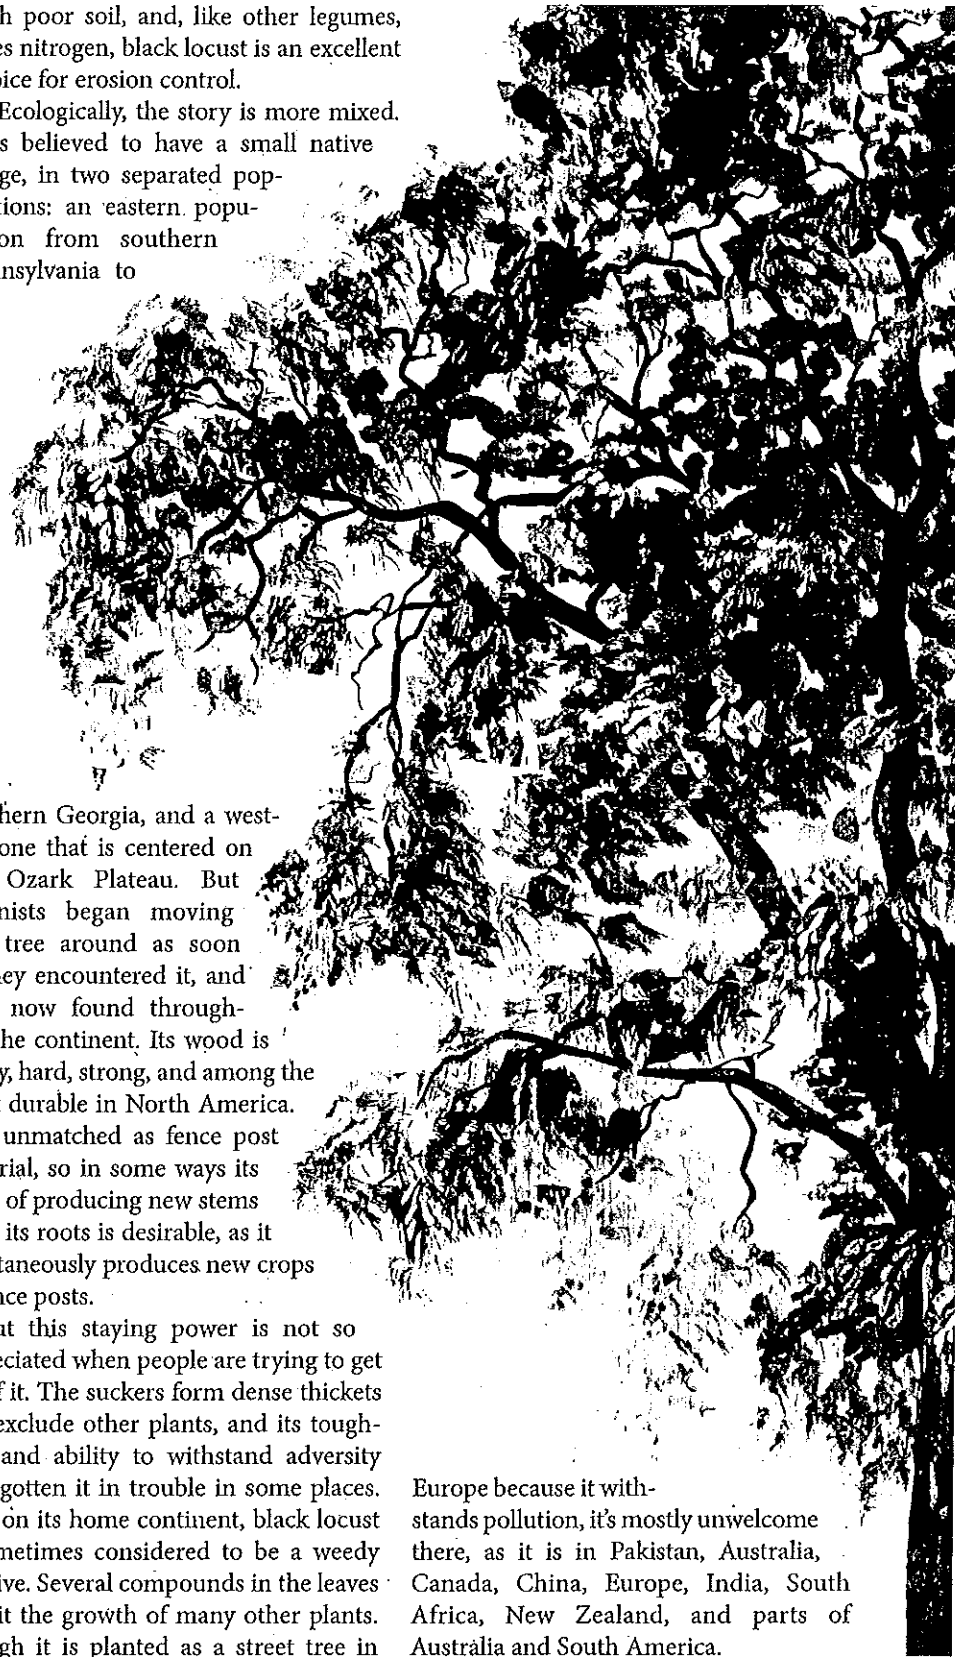 h poor soil, and, like other legumes,
es nitrogen, black locust is an excellent
oice for erosion control.
Ecologically, the story is more mixed.
s believed to have a small native
ge, in two separated pop-
tions: an eastern popu-
on from southern
nsylvania to
hern Georgia, and a west-
one that is centered on
Ozark Plateau. But
nists began moving
tree around as soon
hey encountered it, and
now found through-
he continent. Its wood is
y, hard, strong, and among the
t durable in North America.
unmatched as fence post
rial, so in some ways its
of producing new stems
its roots is desirable, as it
taneously produces new crops
nce posts.
ut this staying power is not so
eciated when people are trying to get
f it. The suckers form dense thickets
exclude other plants, and its tough-
and ability to withstand adversity
gotten it in trouble in some places.
on its home continent, black locust
metimes considered to be a weedy
ive. Several compounds in the leaves
it the growth of many other plants.
gh it is planted as a street tree in
Europe because it with-
stands pollution, it's mostly unwelcome
there, as it is in Pakistan, Australia,
Canada, China, Europe, India, South
Africa, New Zealand, and parts of
Australia and South America.